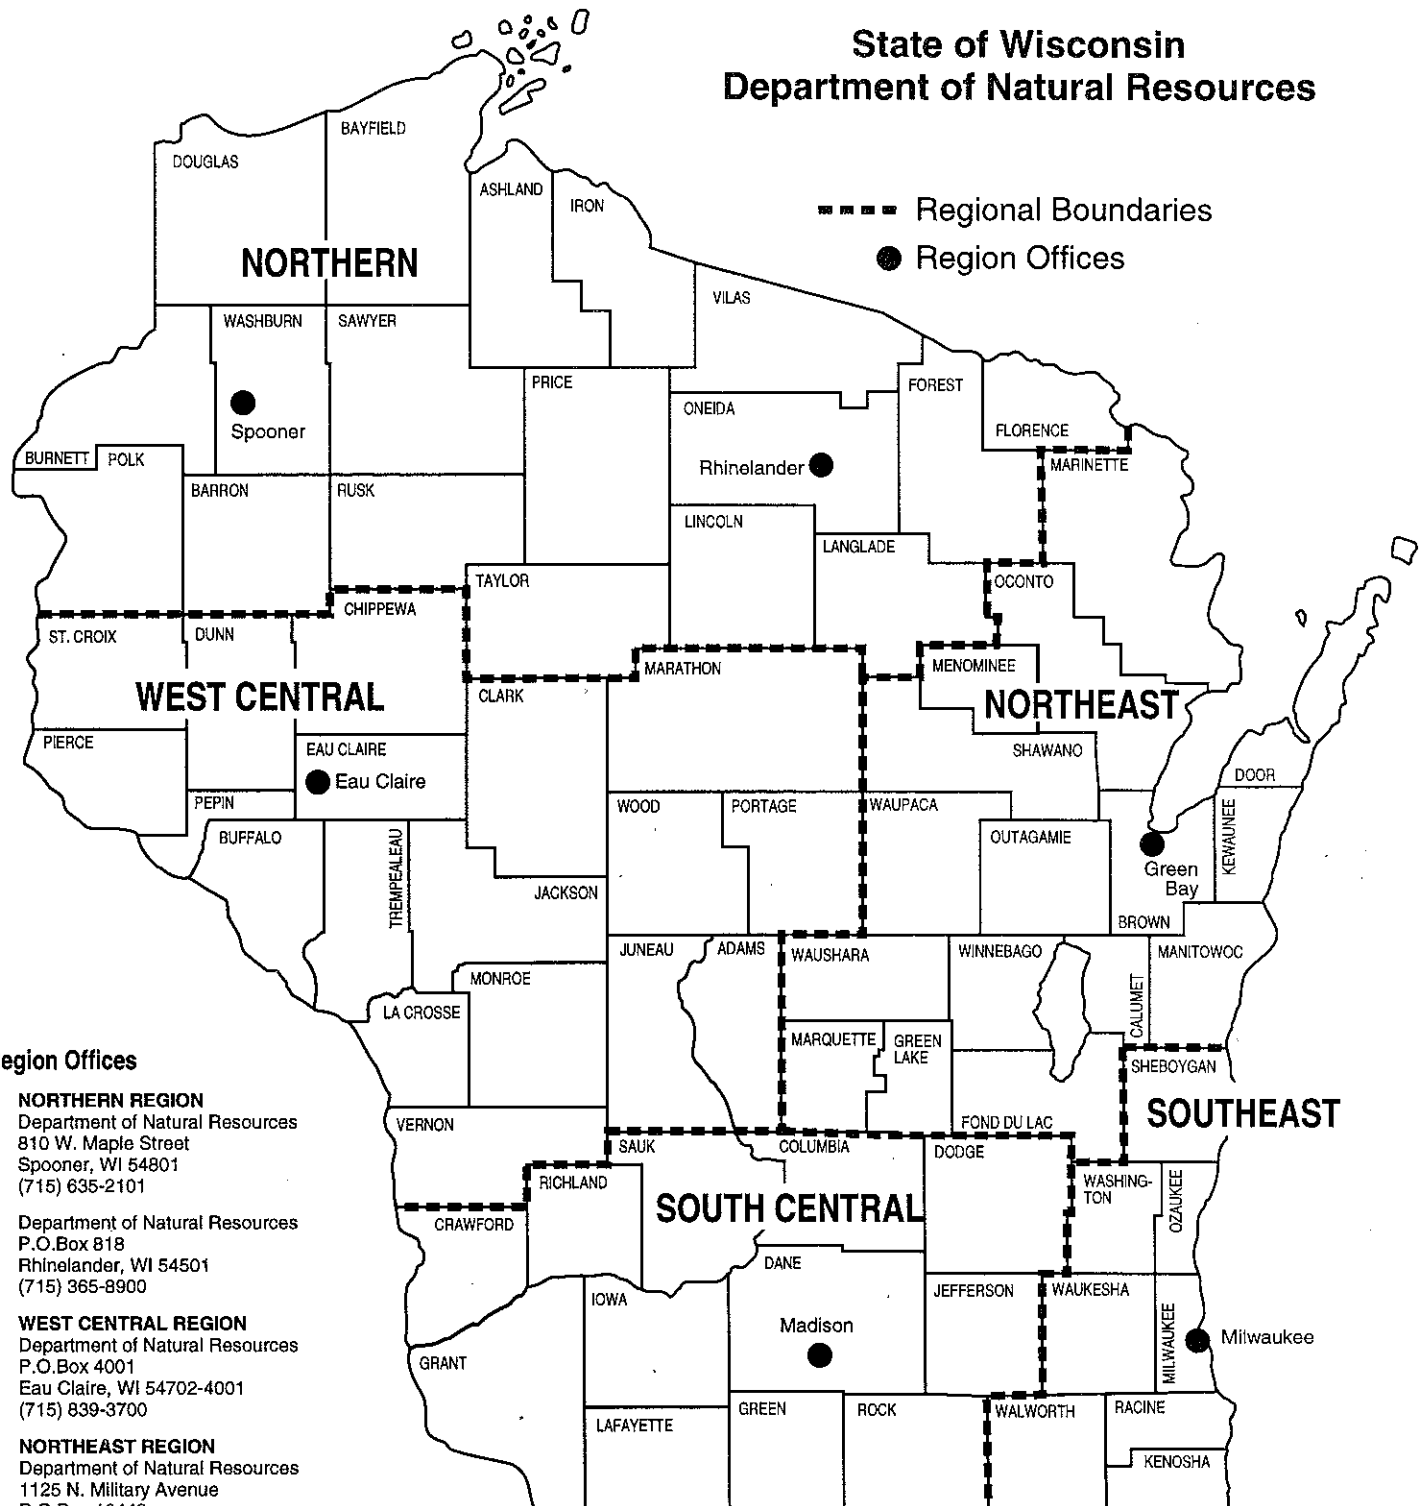 State of Wisconsin
Department of Natural Resources
Regional Boundaries
Region Offices
BAYFIELD
DOUGLAS
ASHLAND
IRON
NORTHERN
VILAS
WASHBURN
SAWYER
PRICE
FOREST
ONEIDA
Spooner
FLORENCE
BURNETT
POLK
MARINETTE
Rhinelander
BARRON
RUSK
LINCOLN
LANGLADE
TAYLOR
OCONTO
CHIPPEWA
ST. CROIX
DUNN
MENOMINEE
MARATHON
WEST CENTRAL
CLARK
NORTHEAST
PIERCE
EAU CLAIRE
SHAWANO
Eau Claire
DOOR
PEPIN
WOOD
PORTAGE
WAUPACA
BUFFALO
TREMPEALEAU
OUTAGAMIE
KEWAUNEE
Green
Bay
JACKSON
BROWN
JUNEAU
ADAMS
WAUSHARA
WINNEBAGO
MANITOWOC
MONROE
CALUMET
LA CROSSE
MARQUETTE
GREEN
LAKE
SHEBOYGAN
SOUTHEAST
VERNON
FOND DU LAC
SAUK
COLUMBIA
DODGE
RICHLAND
WASHING-
TON
OZAUKEE
SOUTH CENTRAL
CRAWFORD
DANE
IOWA
JEFFERSON
WAUKESHA
Madison
MILWAUKEE
Milwaukee
GRANT
GREEN
ROCK
WALWORTH
RACINE
LAFAYETTE
KENOSHA
egion Offices
NORTHERN REGION
Department of Natural Resources
810 W. Maple Street
Spooner, WI 54801
(715) 635-2101
Department of Natural Resources
P.O.Box 818
Rhinelander, WI 54501
(715) 365-8900
WEST CENTRAL REGION
Department of Natural Resources
P.O.Box 4001
Eau Claire, WI 54702-4001
(715) 839-3700
NORTHEAST REGION
Department of Natural Resources
1125 N. Military Avenue